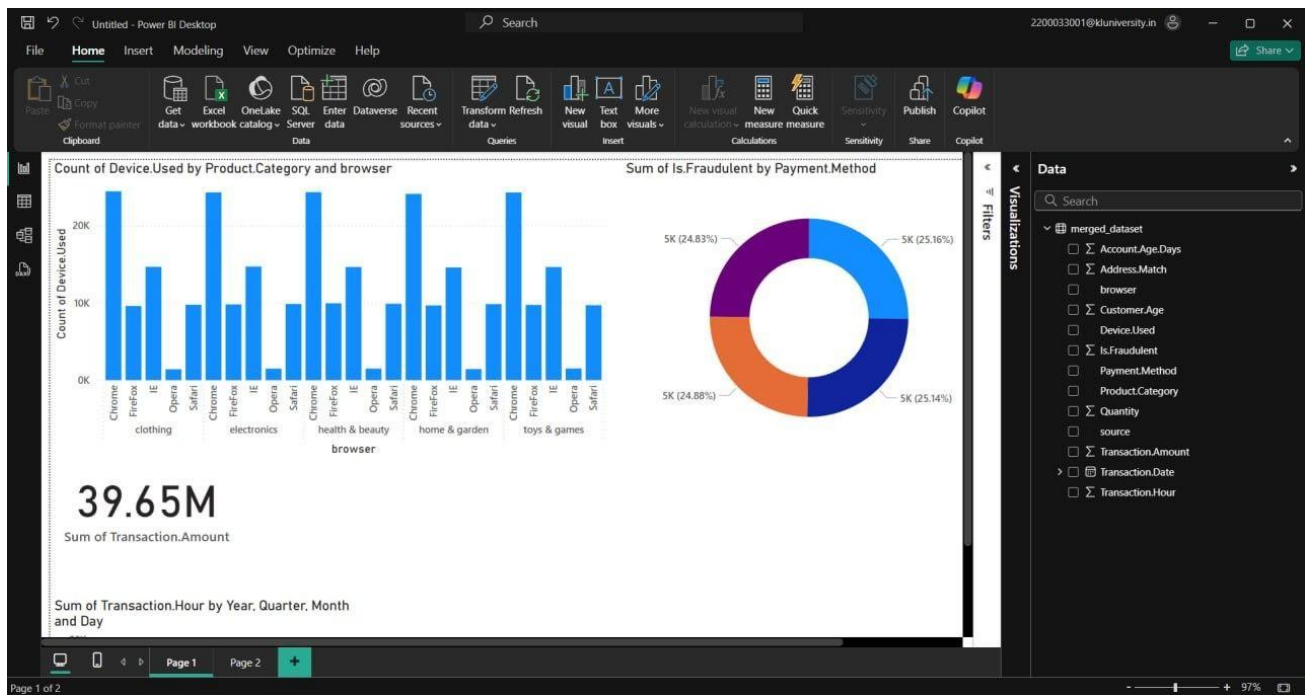 Untitled - Power BI Desktop
Search
2200033001@kluniversity.in
File Home Insert Modeling View Optimize Help
Share
Paste
Cut
Copy
Format painter
Clipboard
Get data
Excel workbook
OneLake catalog
SQL Server
Enter data
Dataverse
Recent sources
Data
Transform data
Refresh
Queries
New visual
Text box
More visuals
Insert
New visual calculation
New measure
Quick measure
Calculations
Sensitivity
Sensitivity
Publish
Share
Copilot
Copilot
Count of Device.Used by Product.Category and browser
Count of Device.Used
20K
10K
0K
Chrome FireFox IE Opera Safari Chrome FireFox IE Opera Safari Chrome FireFox IE Opera Safari Chrome FireFox IE Opera Safari Chrome FireFox IE Opera Safari
clothing electronics health & beauty home & garden toys & games
browser
Sum of Is.Fraudulent by Payment.Method
5K (24.83%)
5K (25.16%)
5K (24.88%)
5K (25.14%)
39.65M
Sum of Transaction.Amount
Sum of Transaction.Hour by Year, Quarter, Month
and Day
Filters
Visualizations
Data
Search
merged_dataset
Account.Age.Days
Address.Match
browser
Customer.Age
Device.Used
Is.Fraudulent
Payment.Method
Product.Category
Quantity
source
Transaction.Amount
Transaction.Date
Transaction.Hour
Page 1
Page 2
Page 1 of 2
97%